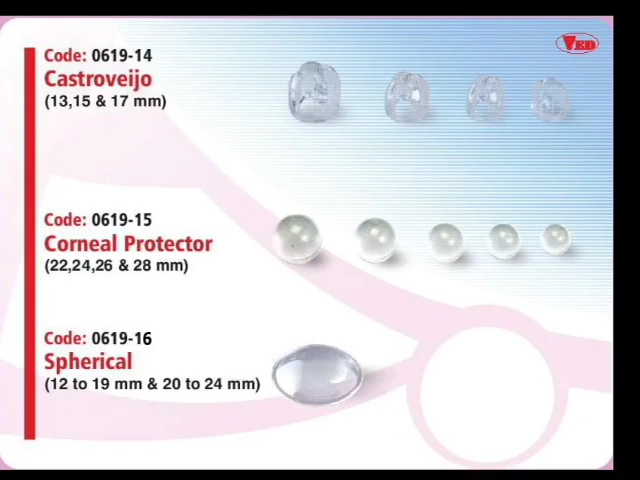 VED
Code: 0619-14
Castroveijo
(13,15 & 17 mm)
Code: 0619-15
Corneal Protector
(22,24,26 & 28 mm)
Code: 0619-16
Spherical
(12 to 19 mm & 20 to 24 mm)